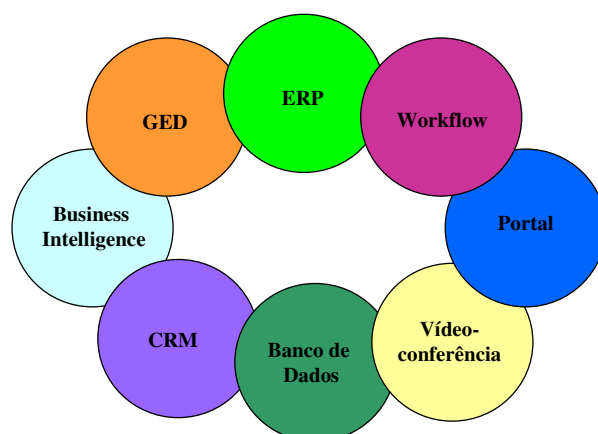 ERP
GED
Workflow
Business
Intelligence
Portal
CRM
Banco de
Dados
Vídeo-
conferência